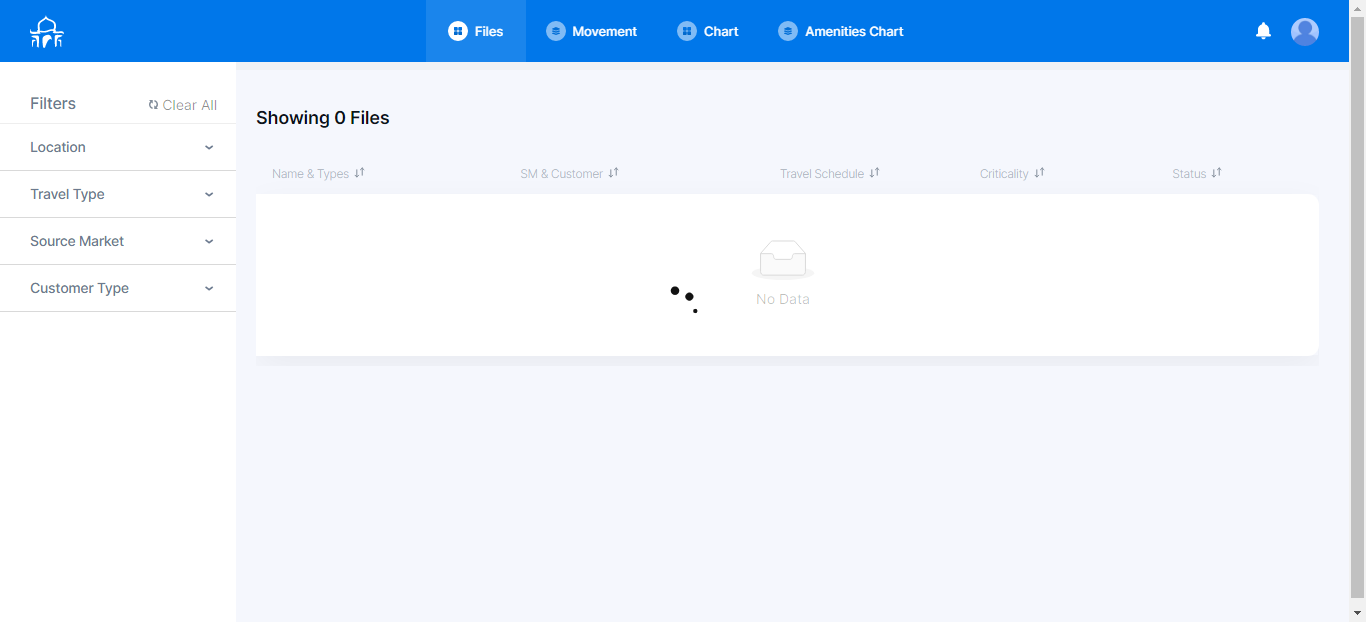 Files
Movement
Chart
Amenities Chart
Filters
Clear All
Location
Travel Type
Source Market
Customer Type
Showing 0 Files
Name & Types
SM & Customer
Travel Schedule
Criticality
Status
No Data